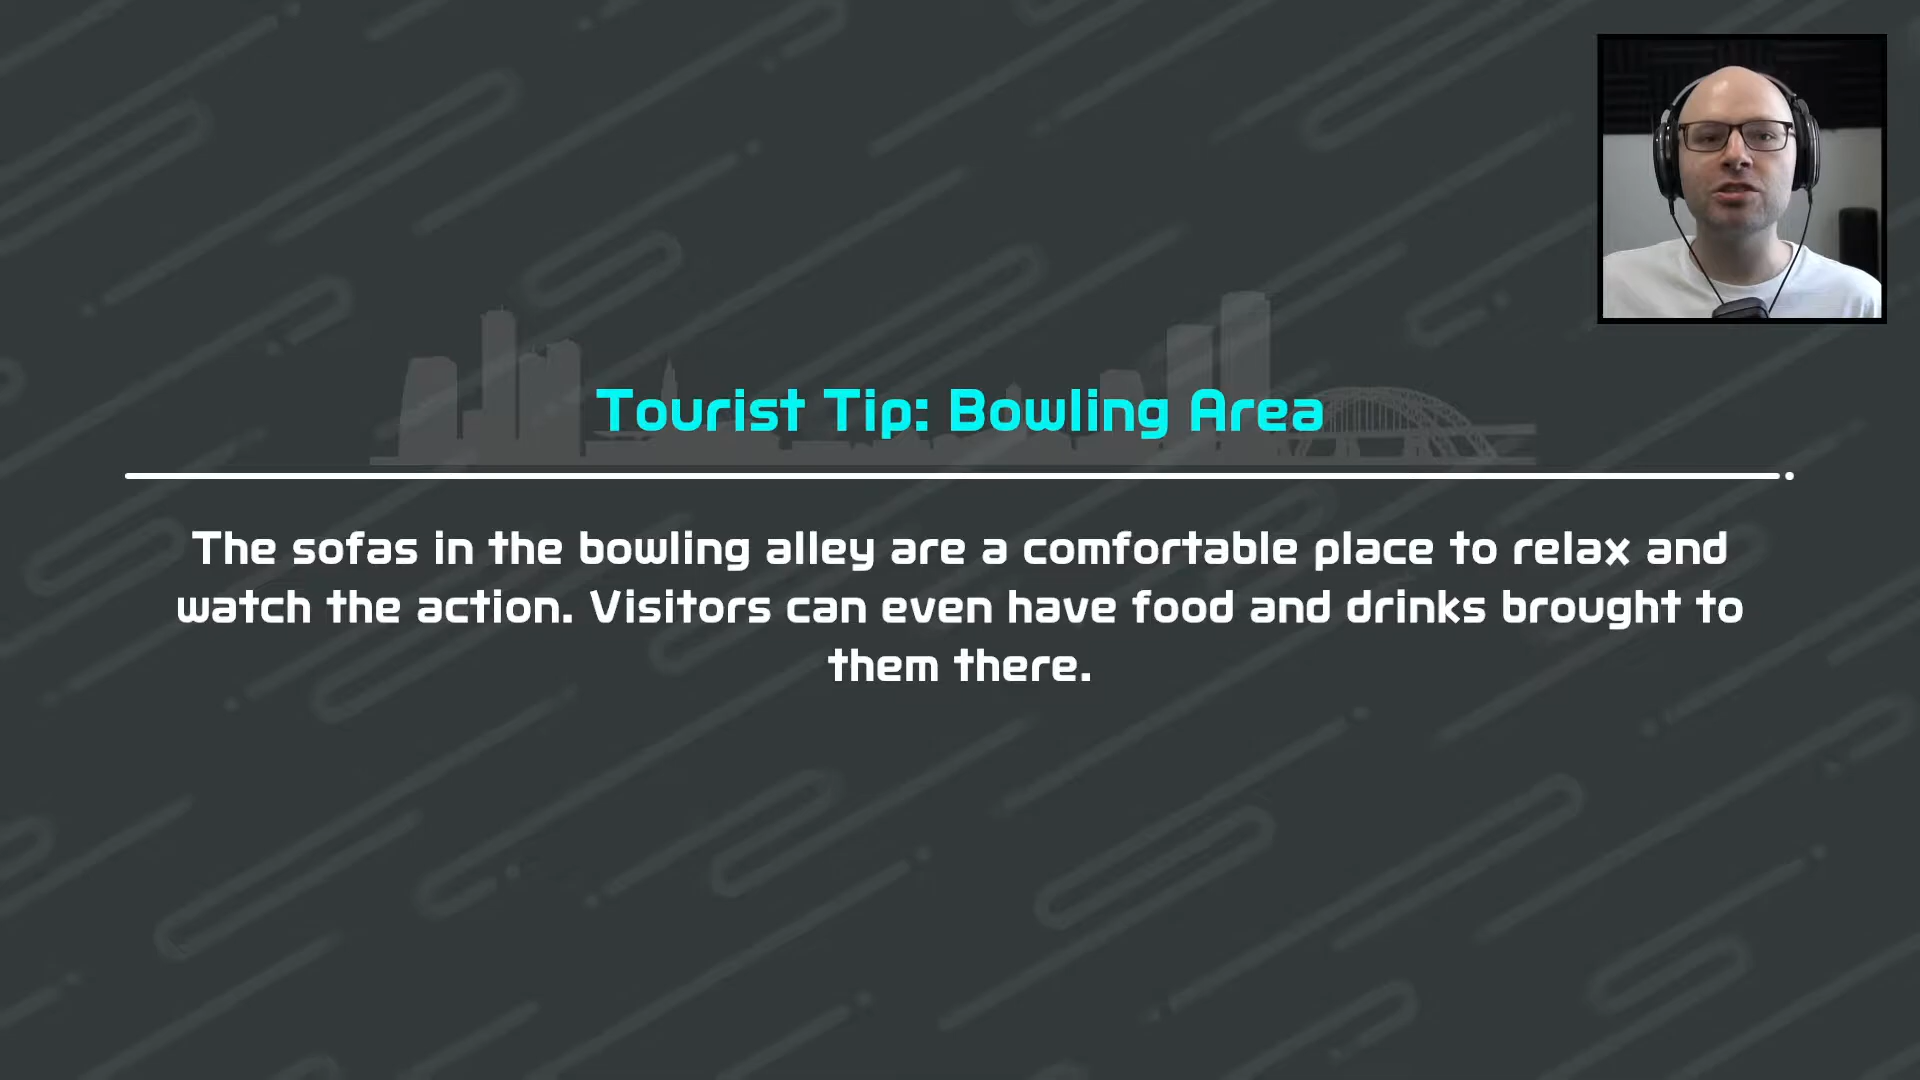 Tourist Tip: Bowling Area
The sofas in the bowling alley are a comfortable place to relax and
watch the action. Visitors can even have food and drinks brought to
them there.